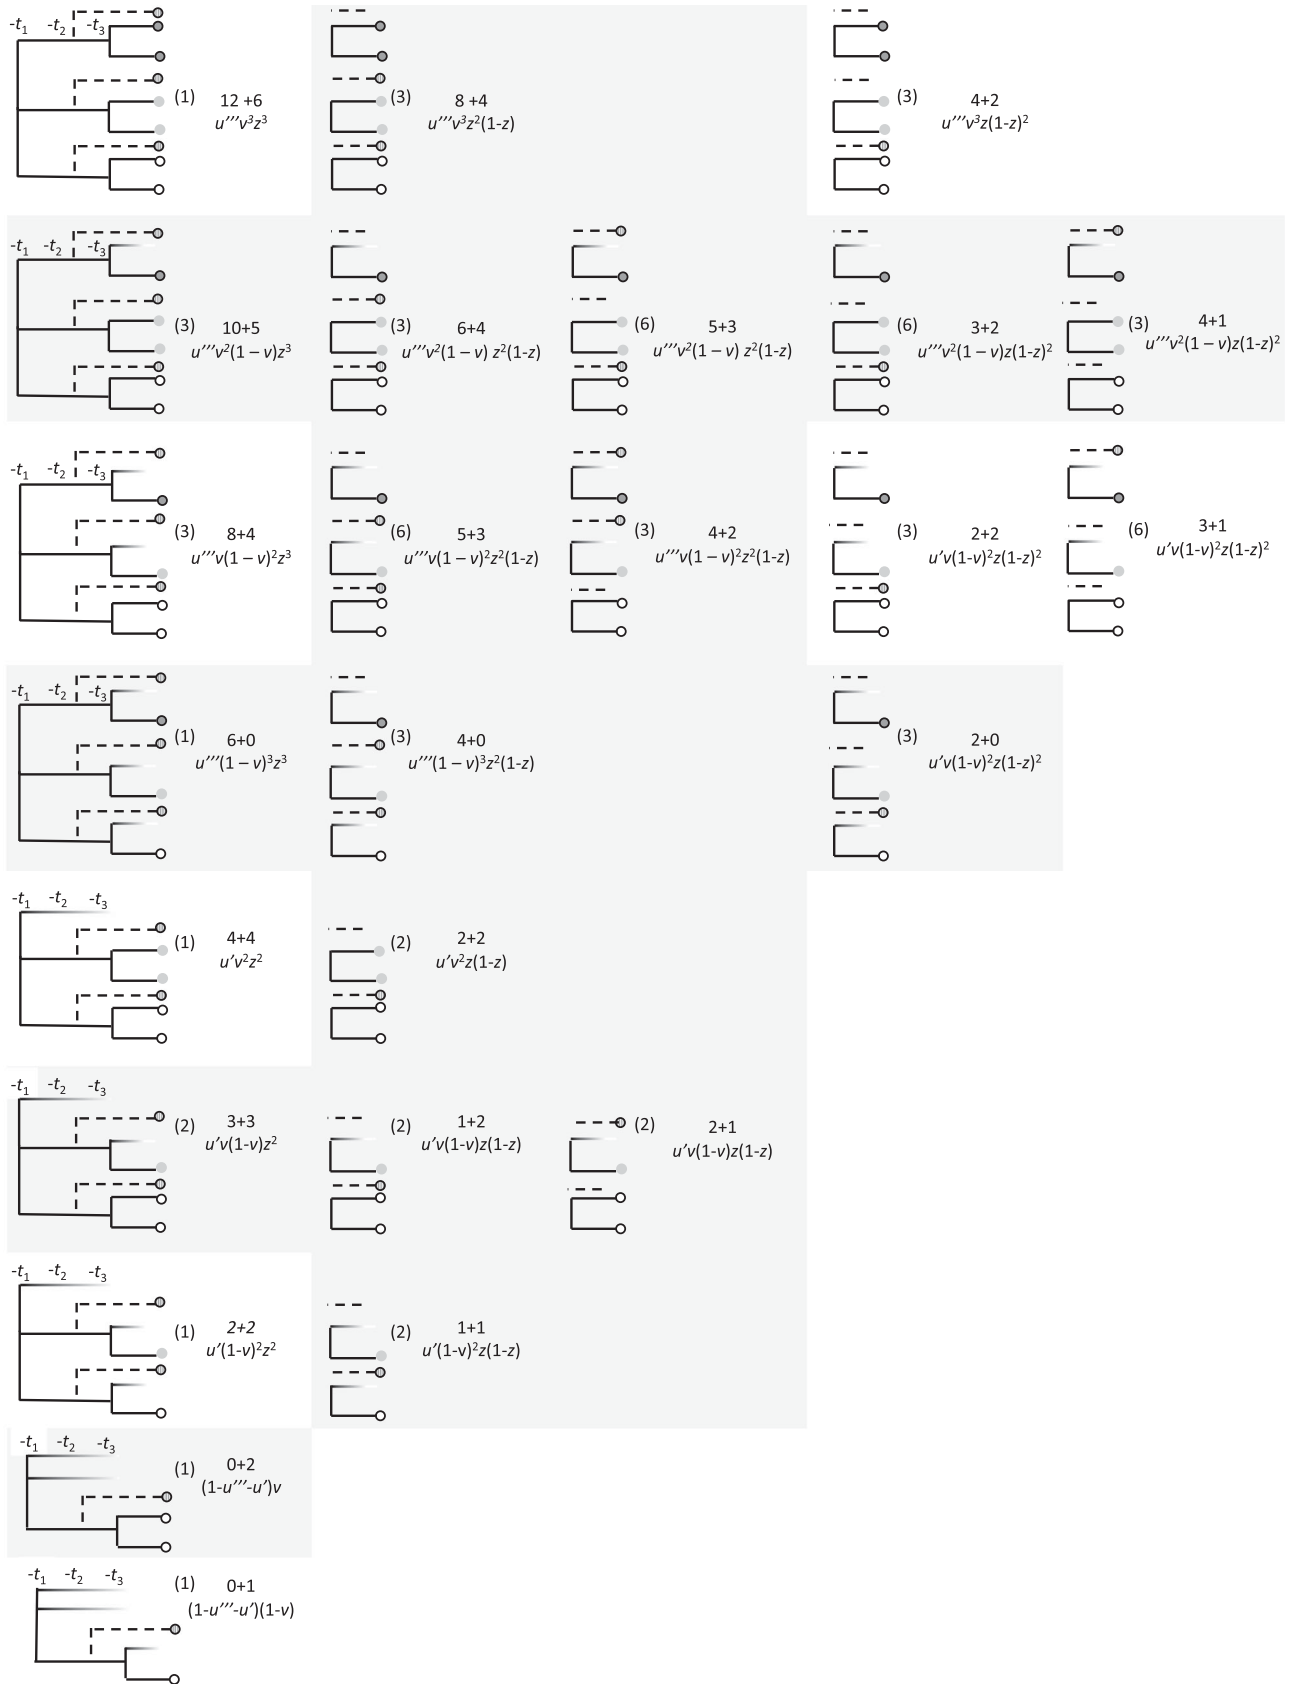 -t1 -t2 -t3
(1) 12 +6
u′′′v³z³
(3) 8 +4
u′′′v³z²(1-z)
(3) 4+2
u′′′v³z(1-z)²
-t1 -t2 -t3
(3) 10+5
u′′′v²(1 – v)z³
(3) 6+4
u′′′v²(1 – v) z²(1-z)
(6) 5+3
u′′′v²(1 – v) z²(1-z)
(6) 3+2
u′′′v²(1 – v)z(1-z)²
(3) 4+1
u′′′v²(1 – v)z(1-z)²
-t1 -t2 -t3
(3) 8+4
u′′′v(1 – v)²z³
(6) 5+3
u′′′v(1 – v)²z²(1-z)
(3) 4+2
u′′′v(1 – v)²z²(1-z)
(3) 2+2
u′v(1-v)²z(1-z)²
(6) 3+1
u′v(1-v)²z(1-z)²
-t1 -t2 -t3
(1) 6+0
u′′′(1 – v)³z³
(3) 4+0
u′′′(1 – v)³z²(1-z)
(3) 2+0
u′v(1-v)²z(1-z)²
-t1 -t2 -t3
(1) 4+4
u′v²z²
(2) 2+2
u′v²z(1-z)
-t1 -t2 -t3
(2) 3+3
u′v(1-v)z²
(2) 1+2
u′v(1-v)z(1-z)
(2) 2+1
u′v(1-v)z(1-z)
-t1 -t2 -t3
(1) 2+2
u′(1-v)²z²
(2) 1+1
u′(1-v)²z(1-z)
-t1 -t2 -t3
(1) 0+2
(1-u′′′-u′)v
-t1 -t2 -t3
(1) 0+1
(1-u′′′-u′)(1-v)